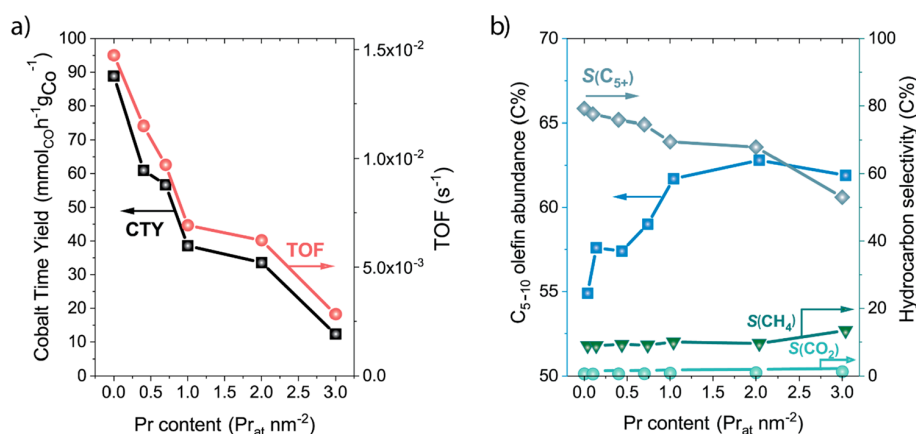 a)
100
90
80
70
60
50
40
30
20
10
0
Cobalt Time Yield (mmolCOh-1gCo-1)
CTY
TOF
1.5x10-2
1.0x10-2
5.0x10-3
0.0
TOF (s-1)
0.0 0.5 1.0 1.5 2.0 2.5 3.0
Pr content (Prat nm-2)
b)
70
65
60
55
50
C5-10 olefin abundance (C%)
S(C5+)
S(CH4)
S(CO2)
100
80
60
40
20
0
Hydrocarbon selectivity (C%)
0.0 0.5 1.0 1.5 2.0 2.5 3.0
Pr content (Prat nm-2)